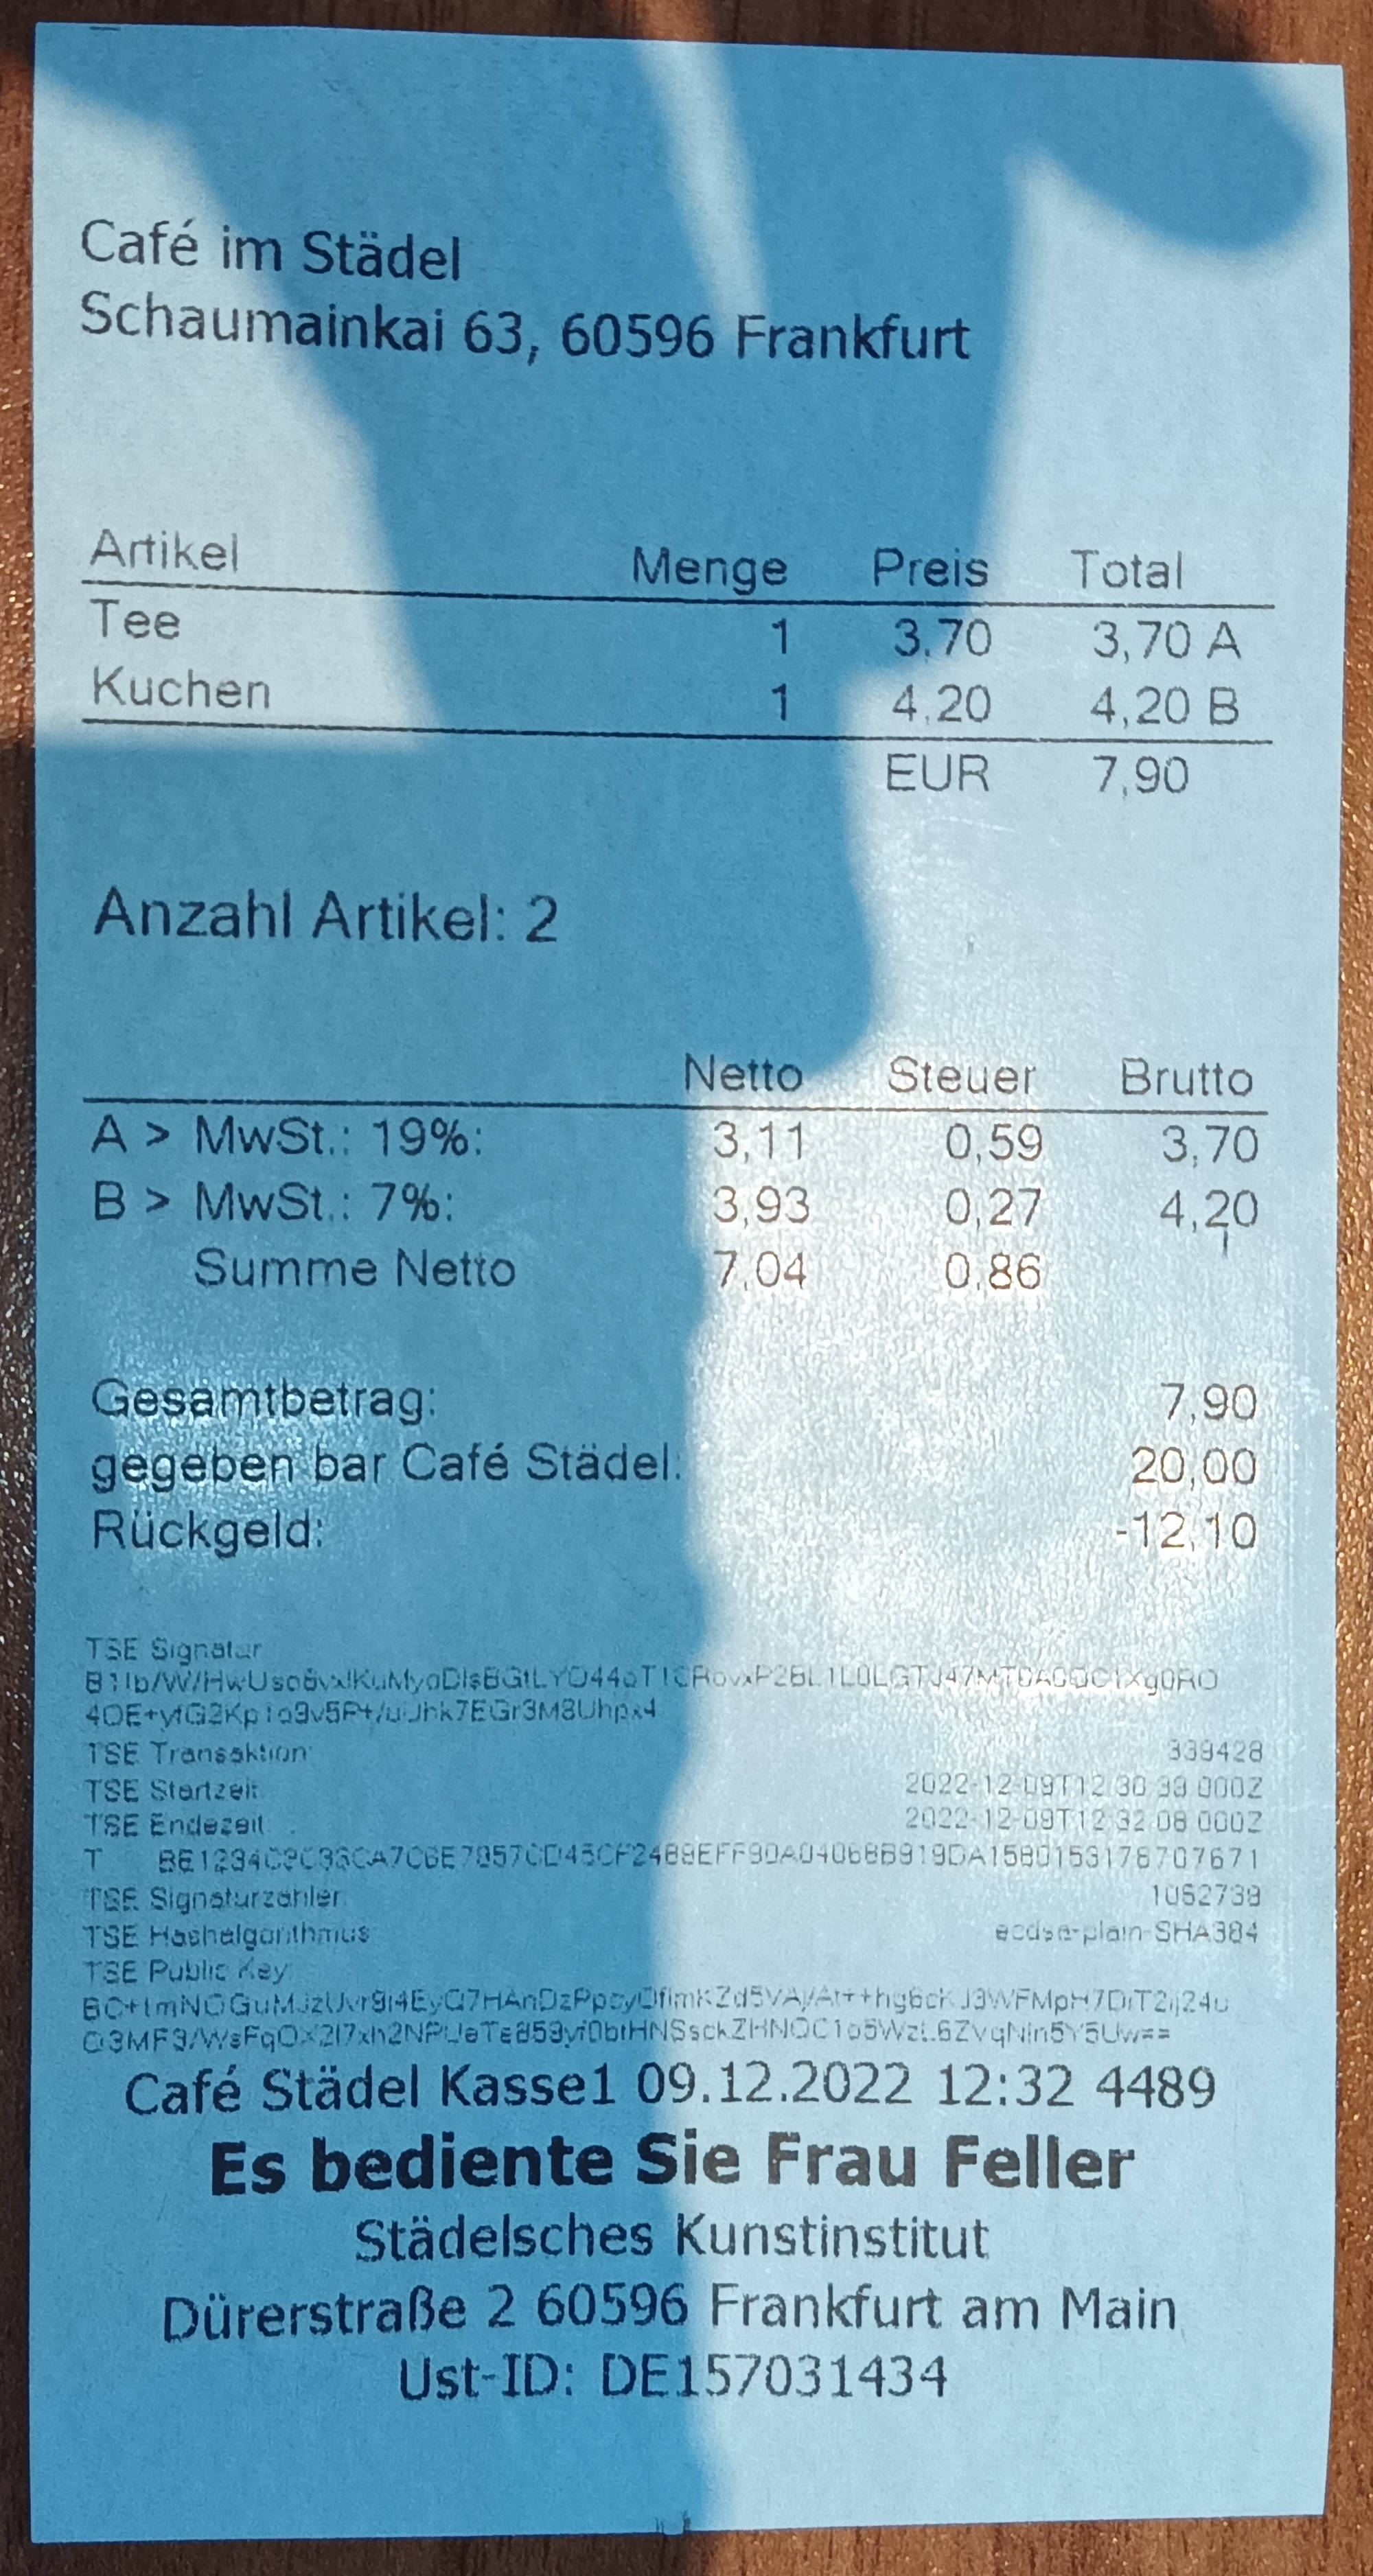 Café im Städel
Schaumainkai 63, 60596 Frankfurt
Artikel Menge Preis Total
Tee 1 3,70 3,70 A
Kuchen 1 4,20 4,20 B
EUR 7,90
Anzahl Artikel: 2
Netto Steuer Brutto
A > MwSt.: 19%: 3,11 0,59 3,70
B > MwSt.: 7%: 3,93 0,27 4,20
Summe Netto 7,04 0,86
Gesamtbetrag: 7,90
gegeben bar Café Städel: 20,00
Rückgeld: -12,10
TSE Signatur
TSE Transaktion: 339428
TSE Startzeit:
TSE Endezeit:
TSE Signaturzähler: 1062739
TSE Hashalgorithmus: ecdsa-plain-SHA384
TSE Public Key:
Café Städel Kasse1 09.12.2022 12:32 4489
Es bediente Sie Frau Feller
Städelsches Kunstinstitut
Dürerstraße 2 60596 Frankfurt am Main
Ust-ID: DE157031434